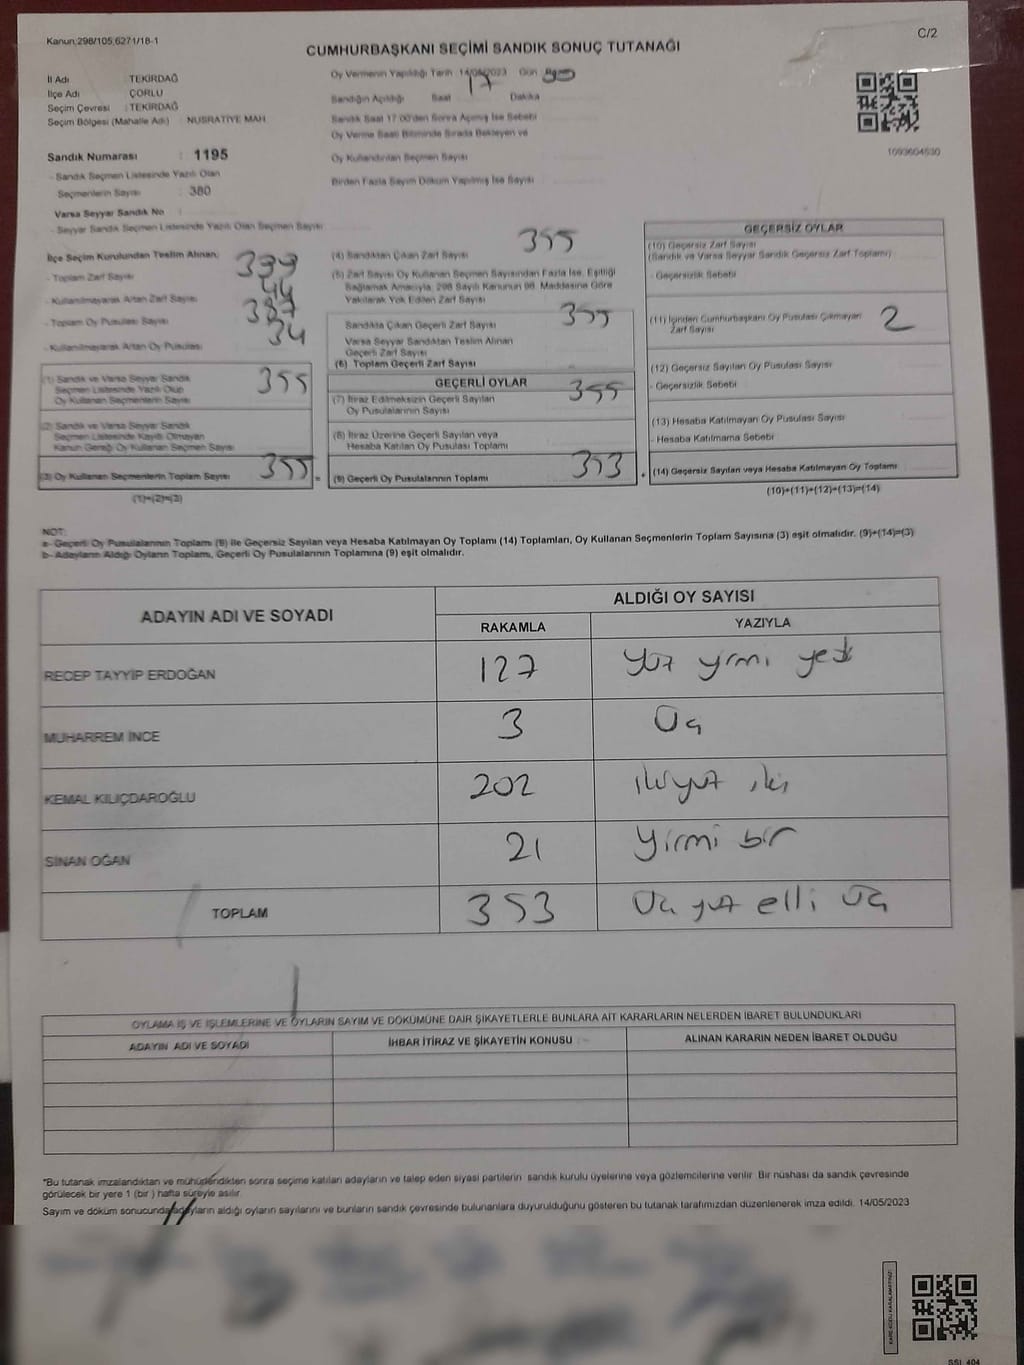 Kanun;298/105,6271/18-1
C/2
CUMHURBAŞKANI SEÇİMİ SANDIK SONUÇ TUTANAĞI
İl Adı TEKİRDAĞ
İlçe Adı ÇORLU
Seçim Çevresi : TEKİRDAĞ
Seçim Bölgesi (Mahalle Adı) NUSRATİYE MAH
Sandık Numarası : 1195
- Sandık Seçmen Listesinde Yazılı Olan
Seçmenlerin Sayısı : 380
Varsa Seyyar Sandık No
- Seyyar Sandık Seçmen Listesinde Yazılı Olan Seçmen Sayısı
Oy Vermenin Yapıldığı Tarih 14/05/2023 Gün
Sandığın Açıldığı Saat 17 Dakika
Sandık Saat 17:00'den Sonra Açılmış İse Sebebi
Oy Verme Saati Bitiminde Sırada Bekleyen ve
Oy Kullandırılan Seçmen Sayısı
Birden Fazla Sayım Döküm Yapılmış İse Sayısı
1093604530
İlçe Seçim Kurulundan Teslim Alınan;
- Toplam Zarf Sayısı 399
- Kullanılmayarak Artan Zarf Sayısı 44
- Toplam Oy Pusulası Sayısı 387
- Kullanılmayarak Artan Oy Pusulası 34
(1) Sandık ve Varsa Seyyar Sandık
Seçmen Listesinde Yazılı Olup
Oy Kullanan Seçmenlerin Sayısı 355
(2) Sandık ve Varsa Seyyar Sandık
Seçmen Listesinde Kayıtlı Olmayan
Kanun Gereği Oy Kullanan Seçmen Sayısı
(3) Oy Kullanan Seçmenlerin Toplam Sayısı 355 =
(1)+(2)=(3)
(4) Sandıktan Çıkan Zarf Sayısı 355
(5) Zarf Sayısı Oy Kullanan Seçmen Sayısından Fazla İse, Eşitliği
Sağlamak Amacıyla, 298 Sayılı Kanunun 98. Maddesine Göre
Yakılarak Yok Edilen Zarf Sayısı
Sandıkta Çıkan Geçerli Zarf Sayısı 355
Varsa Seyyar Sandıktan Teslim Alınan
Geçerli Zarf Sayısı
(6) Toplam Geçerli Zarf Sayısı
GEÇERLİ OYLAR
(7) İtiraz Edilmeksizin Geçerli Sayılan
Oy Pusulalarının Sayısı 355
(8) İtiraz Üzerine Geçerli Sayılan veya
Hesaba Katılan Oy Pusulası Toplamı
(9) Geçerli Oy Pusulalarının Toplamı 353 +
GEÇERSİZ OYLAR
(10) Geçersiz Zarf Sayısı
(Sandık ve Varsa Seyyar Sandık Geçersiz Zarf Toplamı)
- Geçersizlik Sebebi
(11) İçinden Cumhurbaşkanı Oy Pusulası Çıkmayan
Zarf Sayısı 2
(12) Geçersiz Sayılan Oy Pusulası Sayısı
- Geçersizlik Sebebi
(13) Hesaba Katılmayan Oy Pusulası Sayısı
- Hesaba Katılmama Sebebi
(14) Geçersiz Sayılan veya Hesaba Katılmayan Oy Toplamı
(10)+(11)+(12)+(13)=(14)
NOT:
a- Geçerli Oy Pusulalarının Toplamı (9) ile Geçersiz Sayılan veya Hesaba Katılmayan Oy Toplamı (14) Toplamları, Oy Kullanan Seçmenlerin Toplam Sayısına (3) eşit olmalıdır. (9)+(14)=(3)
b- Adayların Aldığı Oyların Toplamı, Geçerli Oy Pusulalarının Toplamına (9) eşit olmalıdır.
ADAYIN ADI VE SOYADI
ALDIĞI OY SAYISI
RAKAMLA YAZIYLA
RECEP TAYYİP ERDOĞAN 127 Yüz yirmi yedi
MUHARREM İNCE 3 Üç
KEMAL KILIÇDAROĞLU 202 ikiyüz iki
SİNAN OĞAN 21 Yirmi bir
TOPLAM 353 Üç yüz elli üç
OYLAMA İŞ VE İŞLEMLERİNE VE OYLARIN SAYIM VE DÖKÜMÜNE DAİR ŞİKAYETLERLE BUNLARA AİT KARARLARIN NELERDEN İBARET BULUNDUKLARI
ADAYIN ADI VE SOYADI İHBAR İTİRAZ VE ŞİKAYETİN KONUSU ALINAN KARARIN NEDEN İBARET OLDUĞU
*Bu tutanak imzalandıktan ve mühürlendikten sonra seçime katılan adayların ve talep eden siyasi partilerin sandık kurulu üyelerine veya gözlemcilerine verilir. Bir nüshası da sandık çevresinde
görülecek bir yere 1 (bir ) hafta süreyle asılır.
Sayım ve döküm sonucunda adayların aldığı oyların sayılarını ve bunların sandık çevresinde bulunanlara duyurulduğunu gösteren bu tutanak tarafımızdan düzenlenerek imza edildi. 14/05/2023
KARE KODU KARALAMAYINIZ!
SSI 404